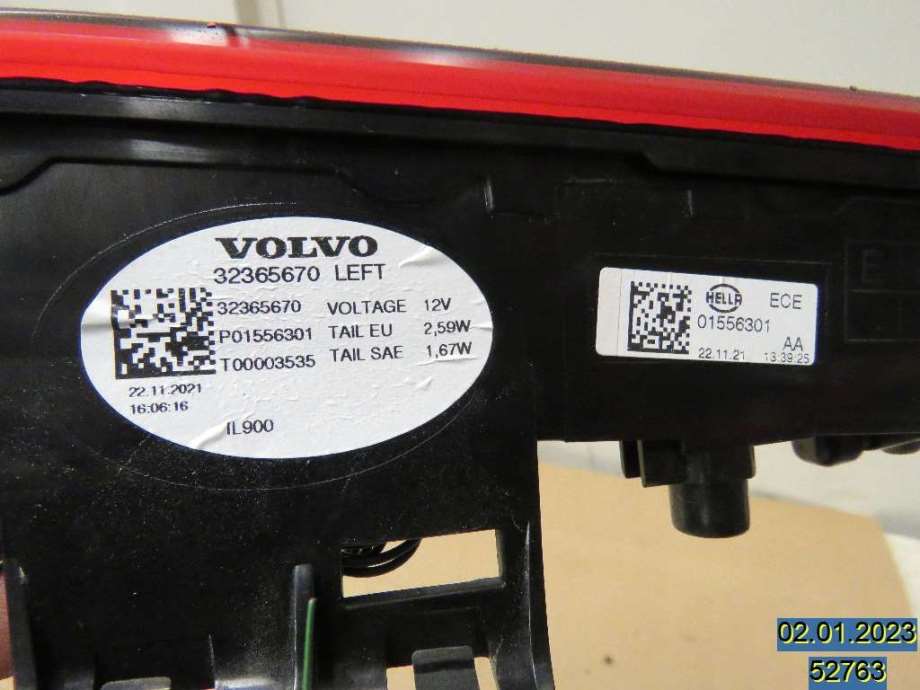 VOLVO
32365670 LEFT
32365670 VOLTAGE 12V
P01556301 TAIL EU 2,59W
T00003535 TAIL SAE 1,67W
22.11.2021
16:06:16
IL900
HELLA ECE
01556301
AA
22.11.21 13:39:25
02.01.2023
52763